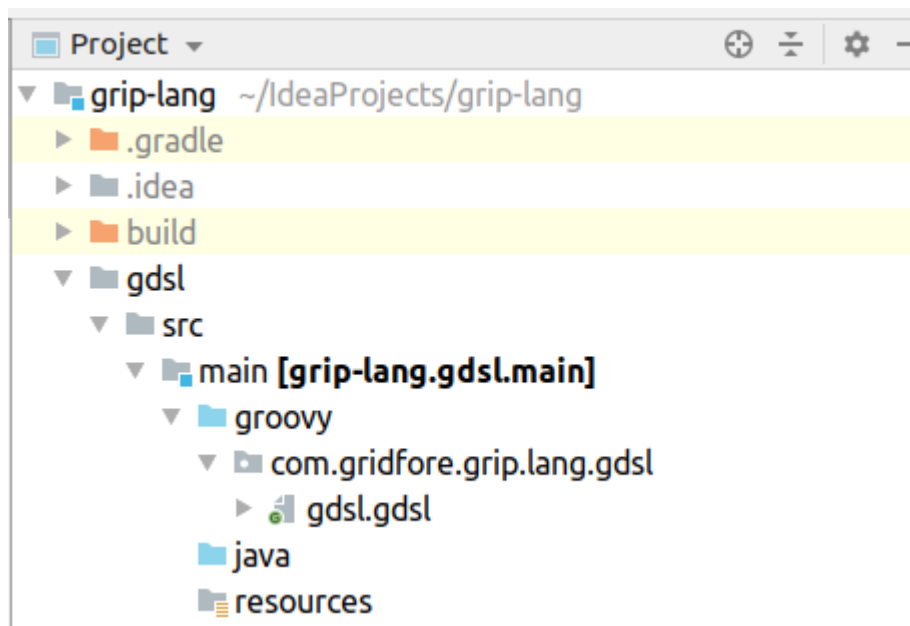 Project
grip-lang ~/IdeaProjects/grip-lang
.gradle
.idea
build
gdsl
src
main [grip-lang.gdsl.main]
groovy
com.gridfore.grip.lang.gdsl
gdsl.gdsl
java
resources